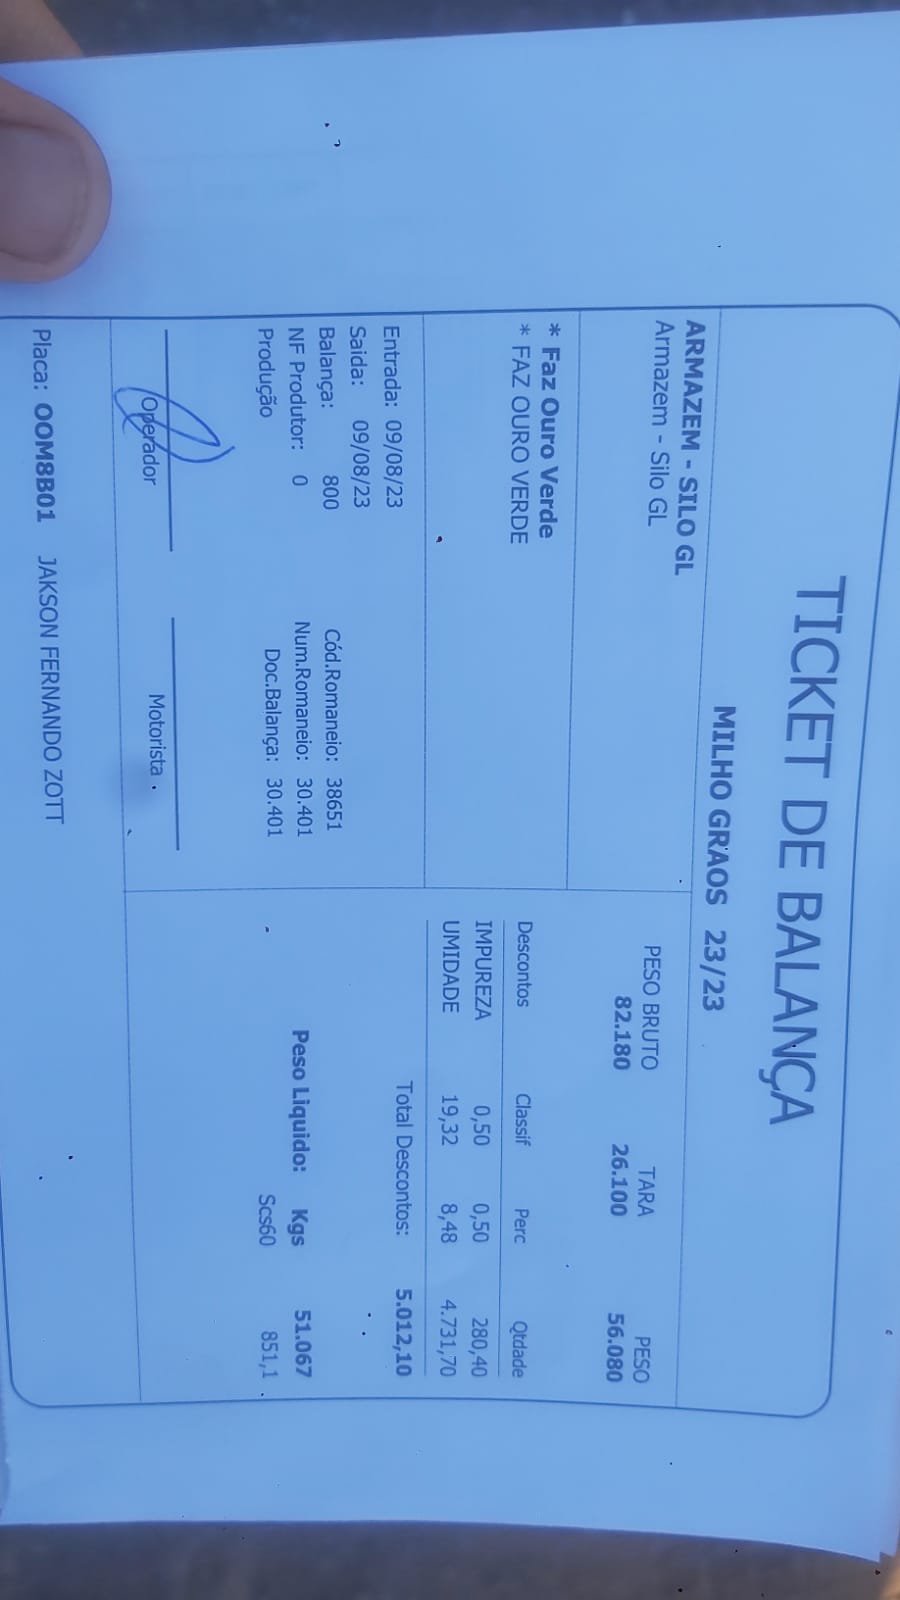 TICKET DE BALANÇA
MILHO GRAOS 23/23
ARMAZEM - SILO GL
Armazem - Silo GL
* Faz Ouro Verde
* FAZ OURO VERDE
Entrada: 09/08/23
Saida: 09/08/23
Balança: 800
NF Produtor: 0
Produção
Cód.Romaneio: 38651
Num.Romaneio: 30.401
Doc.Balança: 30.401
Operador
Motorista
PESO BRUTO TARA PESO
82.180 26.100 56.080
Descontos Classif Perc Qtdade
IMPUREZA 0,50 0,50 280,40
UMIDADE 19,32 8,48 4.731,70
Total Descontos: 5.012,10
Peso Liquido: Kgs 51.067
Scs60 851,1
Placa: OOM8B01 JAKSON FERNANDO ZOTT